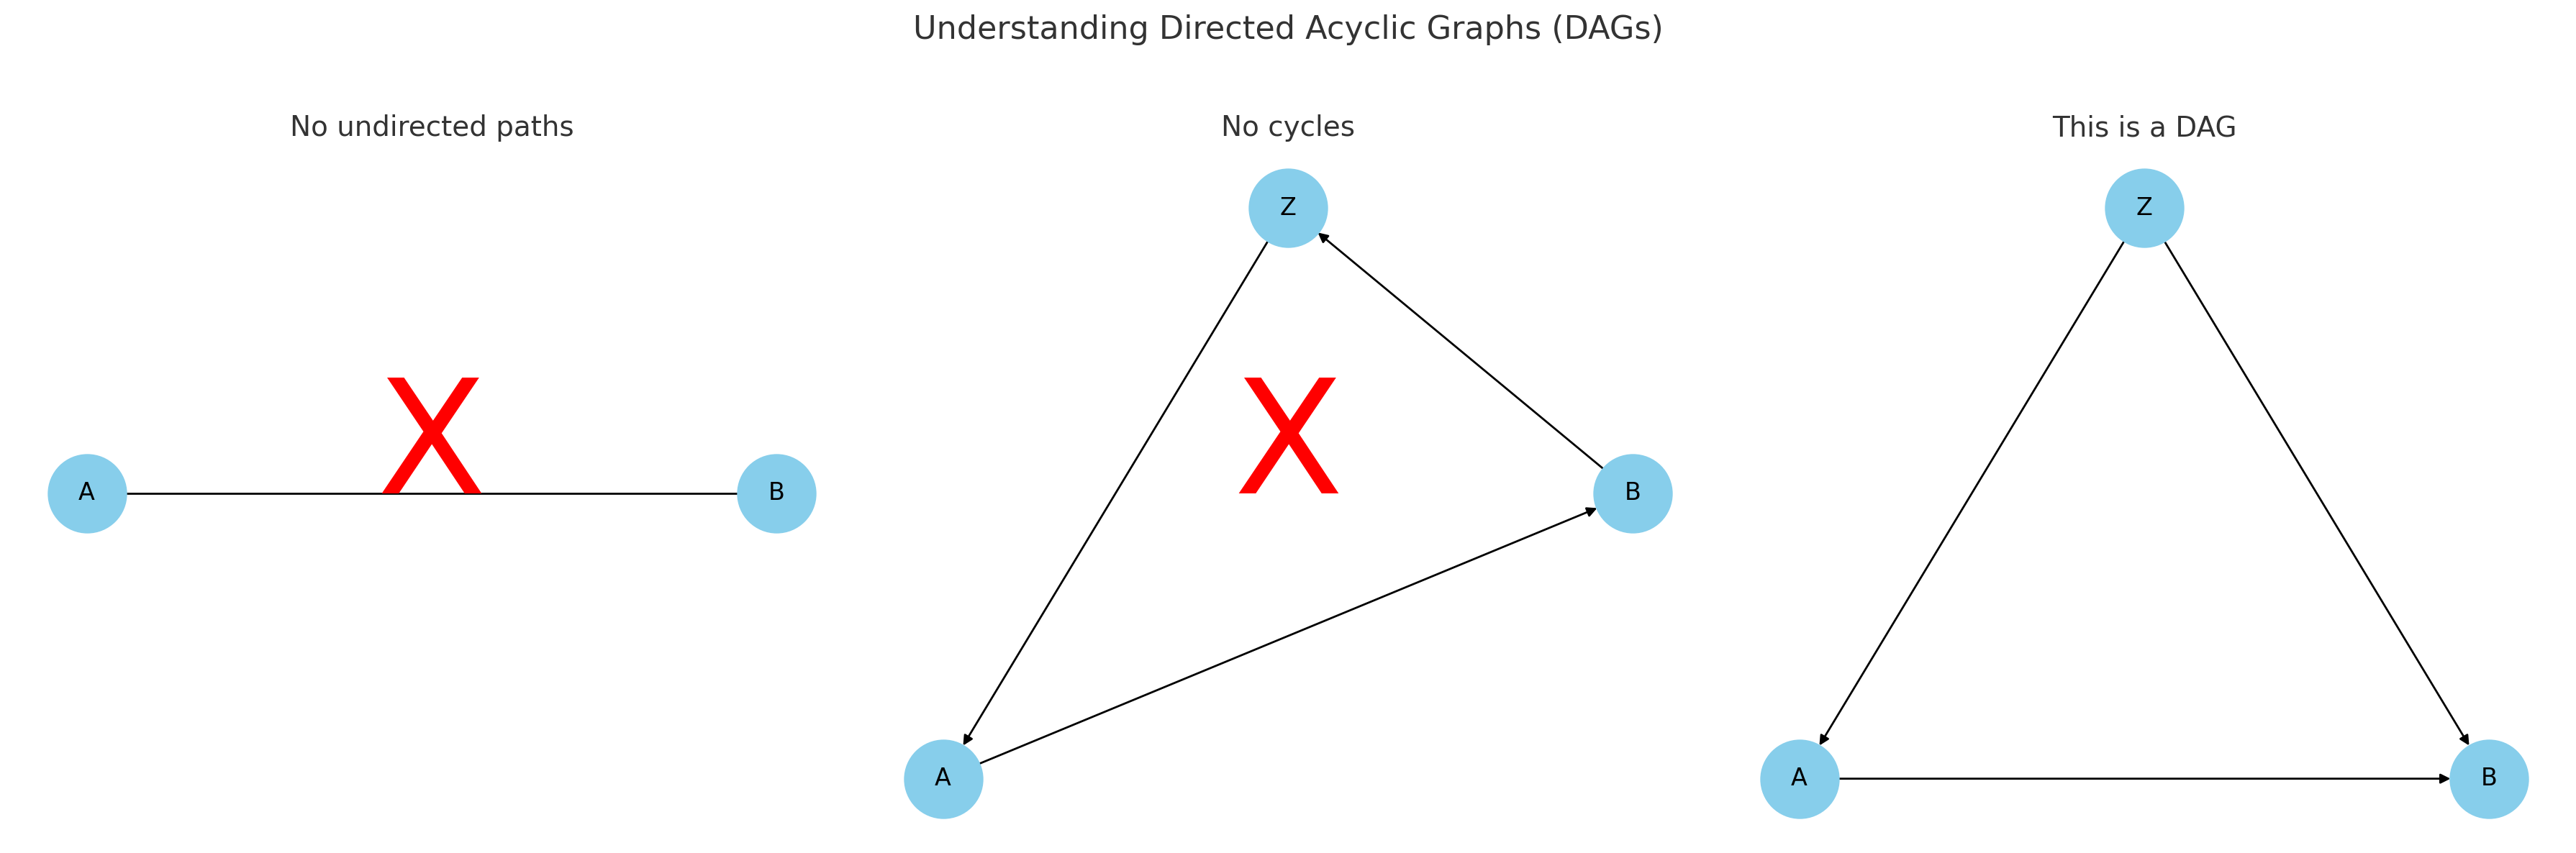 Understanding Directed Acyclic Graphs (DAGs)
No undirected paths
A
X
B
No cycles
Z
X
B
A
This is a DAG
Z
A
B